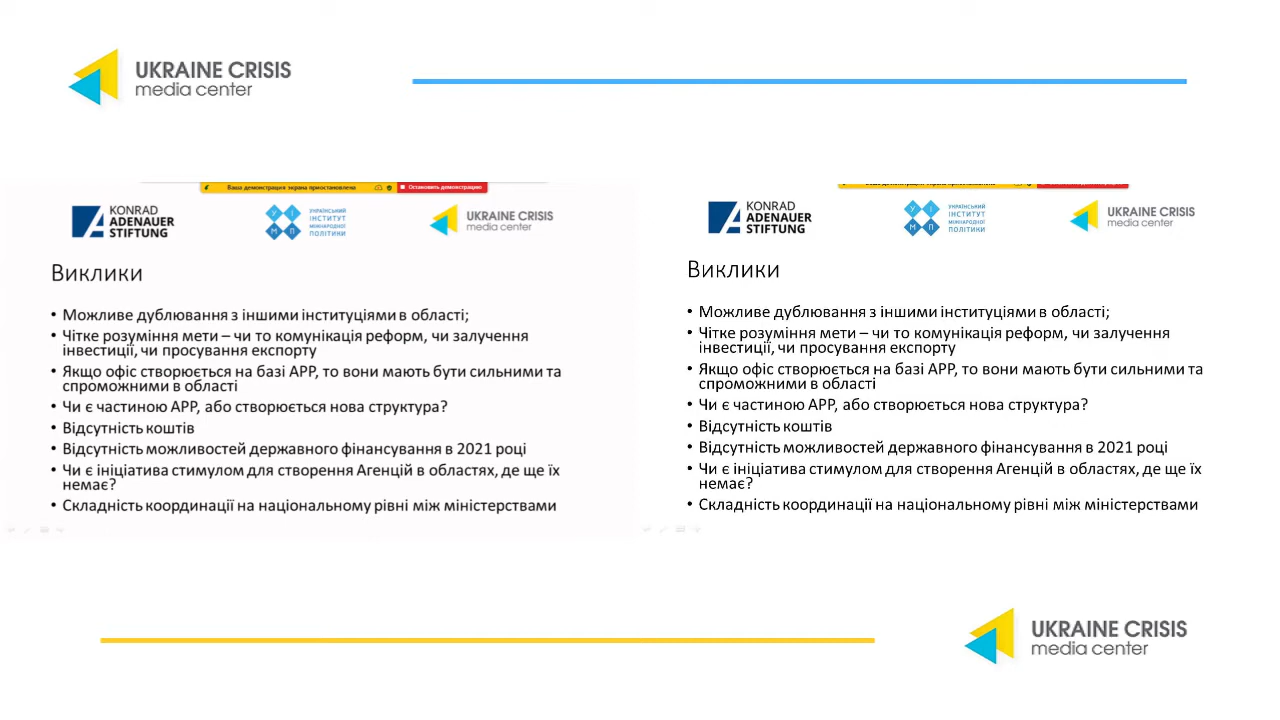 UKRAINE CRISIS
media center
Ваша демонстрация экрана приостановлена
Остановить демонстрацию
KONRAD
ADENAUER
STIFTUNG
УІМП
УКРАЇНСЬКИЙ
ІНСТИТУТ
МІЖНАРОДНОЇ
ПОЛІТИКИ
UKRAINE CRISIS
media center
Виклики
• Можливе дублювання з іншими інституціями в області;
• Чітке розуміння мети – чи то комунікація реформ, чи залучення
інвестиції, чи просування експорту
• Якщо офіс створюється на базі АРР, то вони мають бути сильними та
спроможними в області
• Чи є частиною АРР, або створюється нова структура?
• Відсутність коштів
• Відсутність можливостей державного фінансування в 2021 році
• Чи є ініціатива стимулом для створення Агенцій в областях, де ще їх
немає?
• Складність координації на національному рівні між міністерствами
KONRAD
ADENAUER
STIFTUNG
УІМП
УКРАЇНСЬКИЙ
ІНСТИТУТ
МІЖНАРОДНОЇ
ПОЛІТИКИ
UKRAINE CRISIS
media center
Виклики
• Можливе дублювання з іншими інституціями в області;
• Чітке розуміння мети – чи то комунікація реформ, чи залучення
інвестиції, чи просування експорту
• Якщо офіс створюється на базі АРР, то вони мають бути сильними та
спроможними в області
• Чи є частиною АРР, або створюється нова структура?
• Відсутність коштів
• Відсутність можливостей державного фінансування в 2021 році
• Чи є ініціатива стимулом для створення Агенцій в областях, де ще їх
немає?
• Складність координації на національному рівні між міністерствами
UKRAINE CRISIS
media center